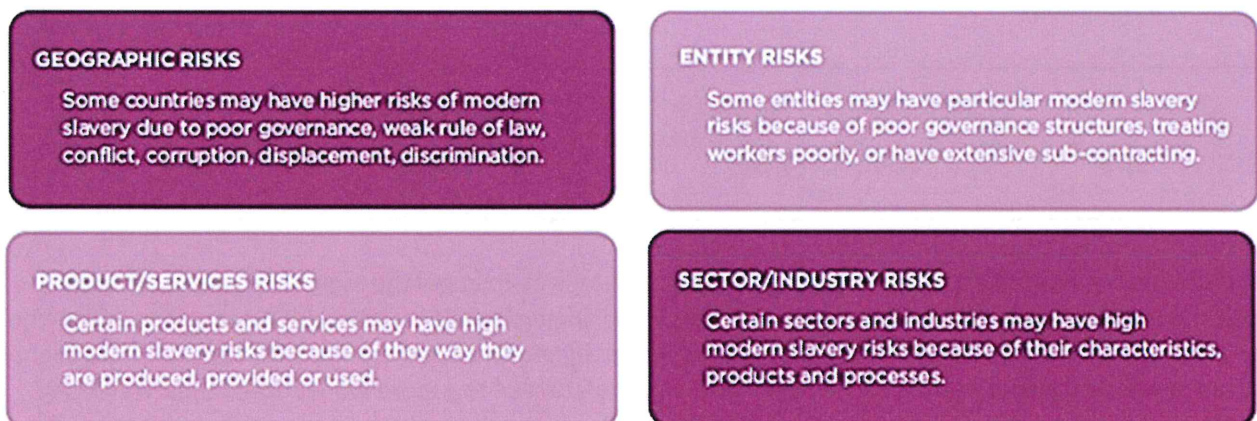 GEOGRAPHIC RISKS
Some countries may have higher risks of modern
slavery due to poor governance, weak rule of law,
conflict, corruption, displacement, discrimination.
ENTITY RISKS
Some entities may have particular modern slavery
risks because of poor governance structures, treating
workers poorly, or have extensive sub-contracting.
PRODUCT/SERVICES RISKS
Certain products and services may have high
modern slavery risks because of they way they
are produced, provided or used.
SECTOR/INDUSTRY RISKS
Certain sectors and industries may have high
modern slavery risks because of their characteristics,
products and processes.